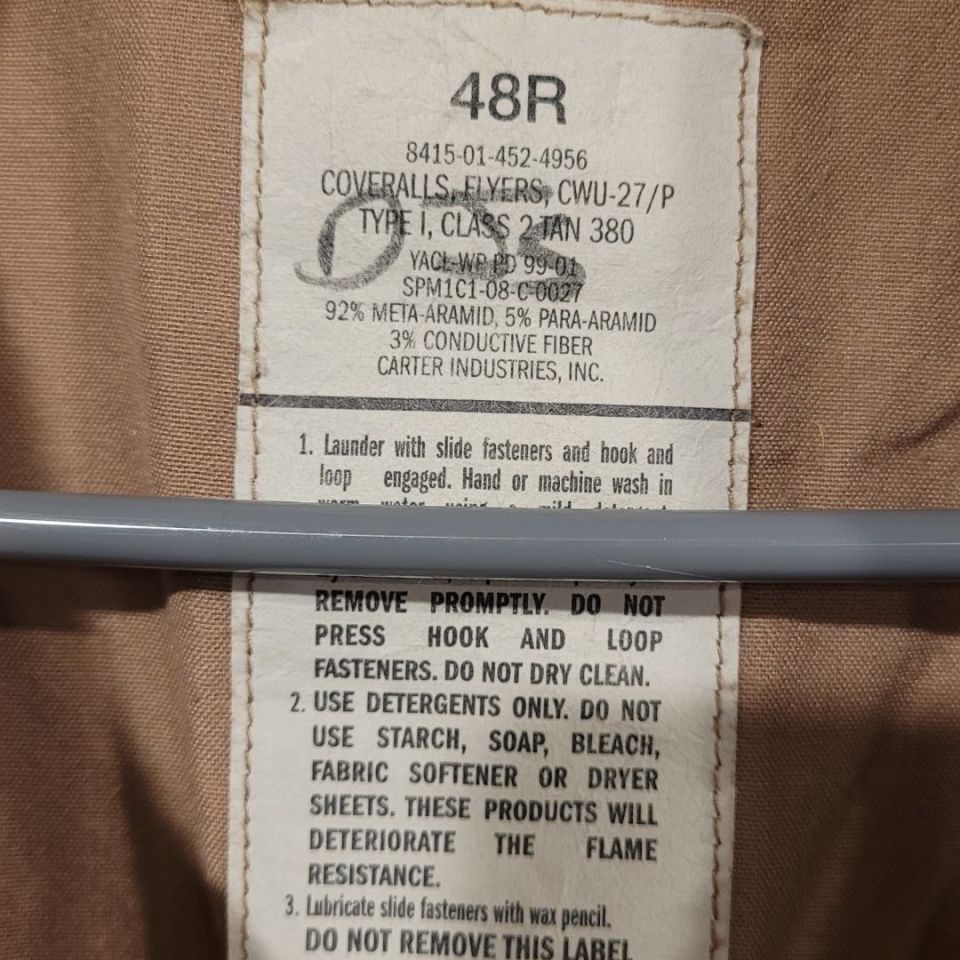 48R
8415-01-452-4956
COVERALLS, FLYERS, CWU-27/P
TYPE I, CLASS 2 TAN 380
YACL-WP PD 99-01
SPM1C1-08-C-0027
92% META-ARAMID, 5% PARA-ARAMID
3% CONDUCTIVE FIBER
CARTER INDUSTRIES, INC.
1. Launder with slide fasteners and hook and
loop engaged. Hand or machine wash in
warm water using a mild detergent
REMOVE PROMPTLY. DO NOT
PRESS HOOK AND LOOP
FASTENERS. DO NOT DRY CLEAN.
2. USE DETERGENTS ONLY. DO NOT
USE STARCH, SOAP, BLEACH,
FABRIC SOFTENER OR DRYER
SHEETS. THESE PRODUCTS WILL
DETERIORATE THE FLAME
RESISTANCE.
3. Lubricate slide fasteners with wax pencil.
DO NOT REMOVE THIS LABEL